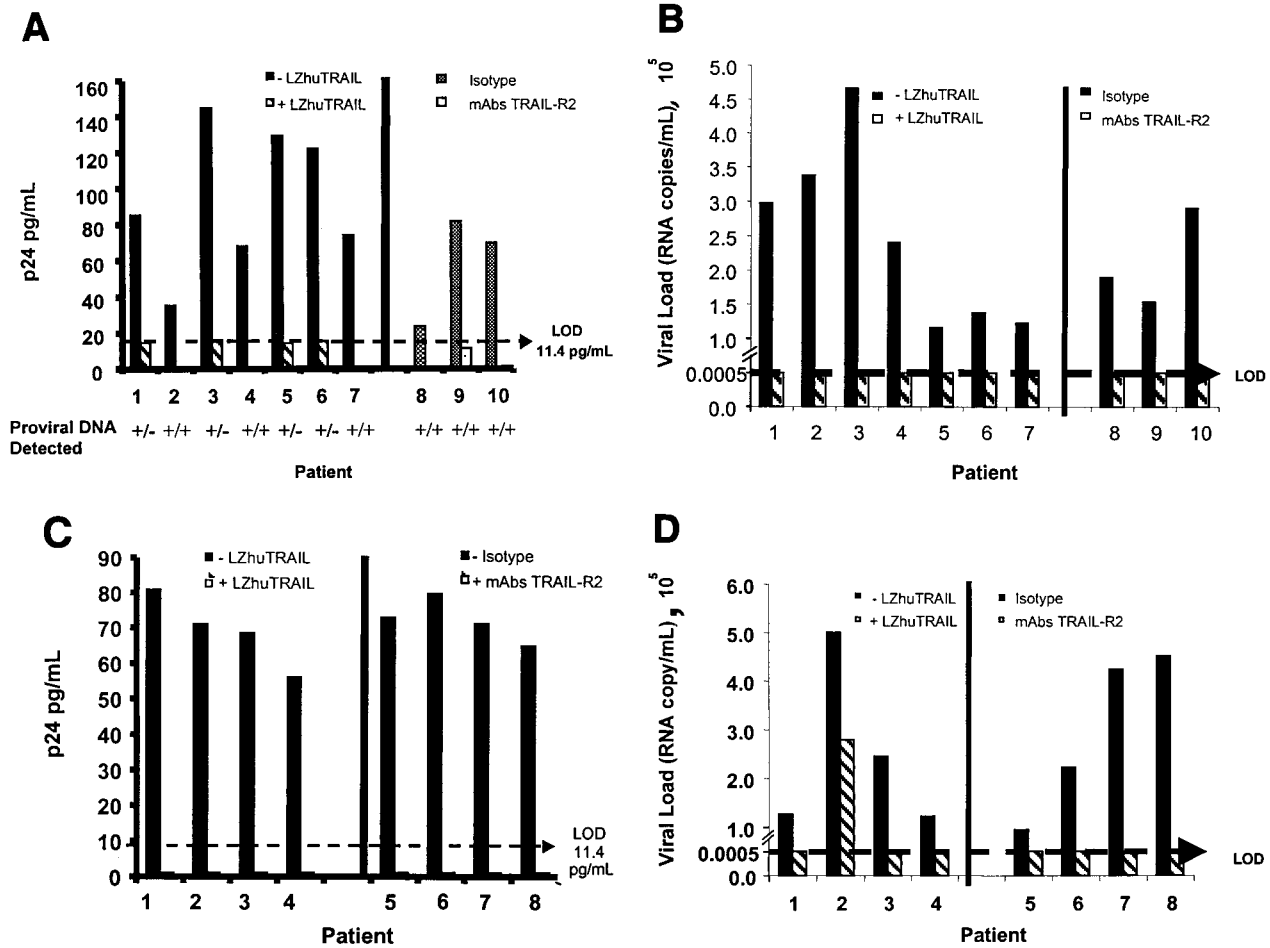 A
- LZhuTRAIL
+ LZhuTRAIL
Isotype
mAbs TRAIL-R2
p24 pg/mL
160
140
120
100
80
60
40
20
0
LOD
11.4 pg/mL
1 2 3 4 5 6 7 8 9 10
Proviral DNA +/- +/+ +/- +/+ +/- +/- +/+ +/+ +/+ +/+
Detected
Patient
B
Viral Load (RNA copies/mL), 10⁵
- LZhuTRAIL
+ LZhuTRAIL
Isotype
mAbs TRAIL-R2
5.0
4.5
4.0
3.5
3.0
2.5
2.0
1.5
1.0
0.0005
0.0
LOD
1 2 3 4 5 6 7 8 9 10
Patient
C
- LZhuTRAIL
+ LZhuTRAIL
- Isotype
+ mAbs TRAIL-R2
p24 pg/mL
90
80
70
60
50
40
30
20
10
0
LOD
11.4
pg/mL
1 2 3 4 5 6 7 8
Patient
D
Viral Load (RNA copy/mL), 10⁵
- LZhuTRAIL
+ LZhuTRAIL
Isotype
mAbs TRAIL-R2
6.0
5.0
4.0
3.0
2.0
1.0
0.0005
0.0
LOD
1 2 3 4 5 6 7 8
Patient